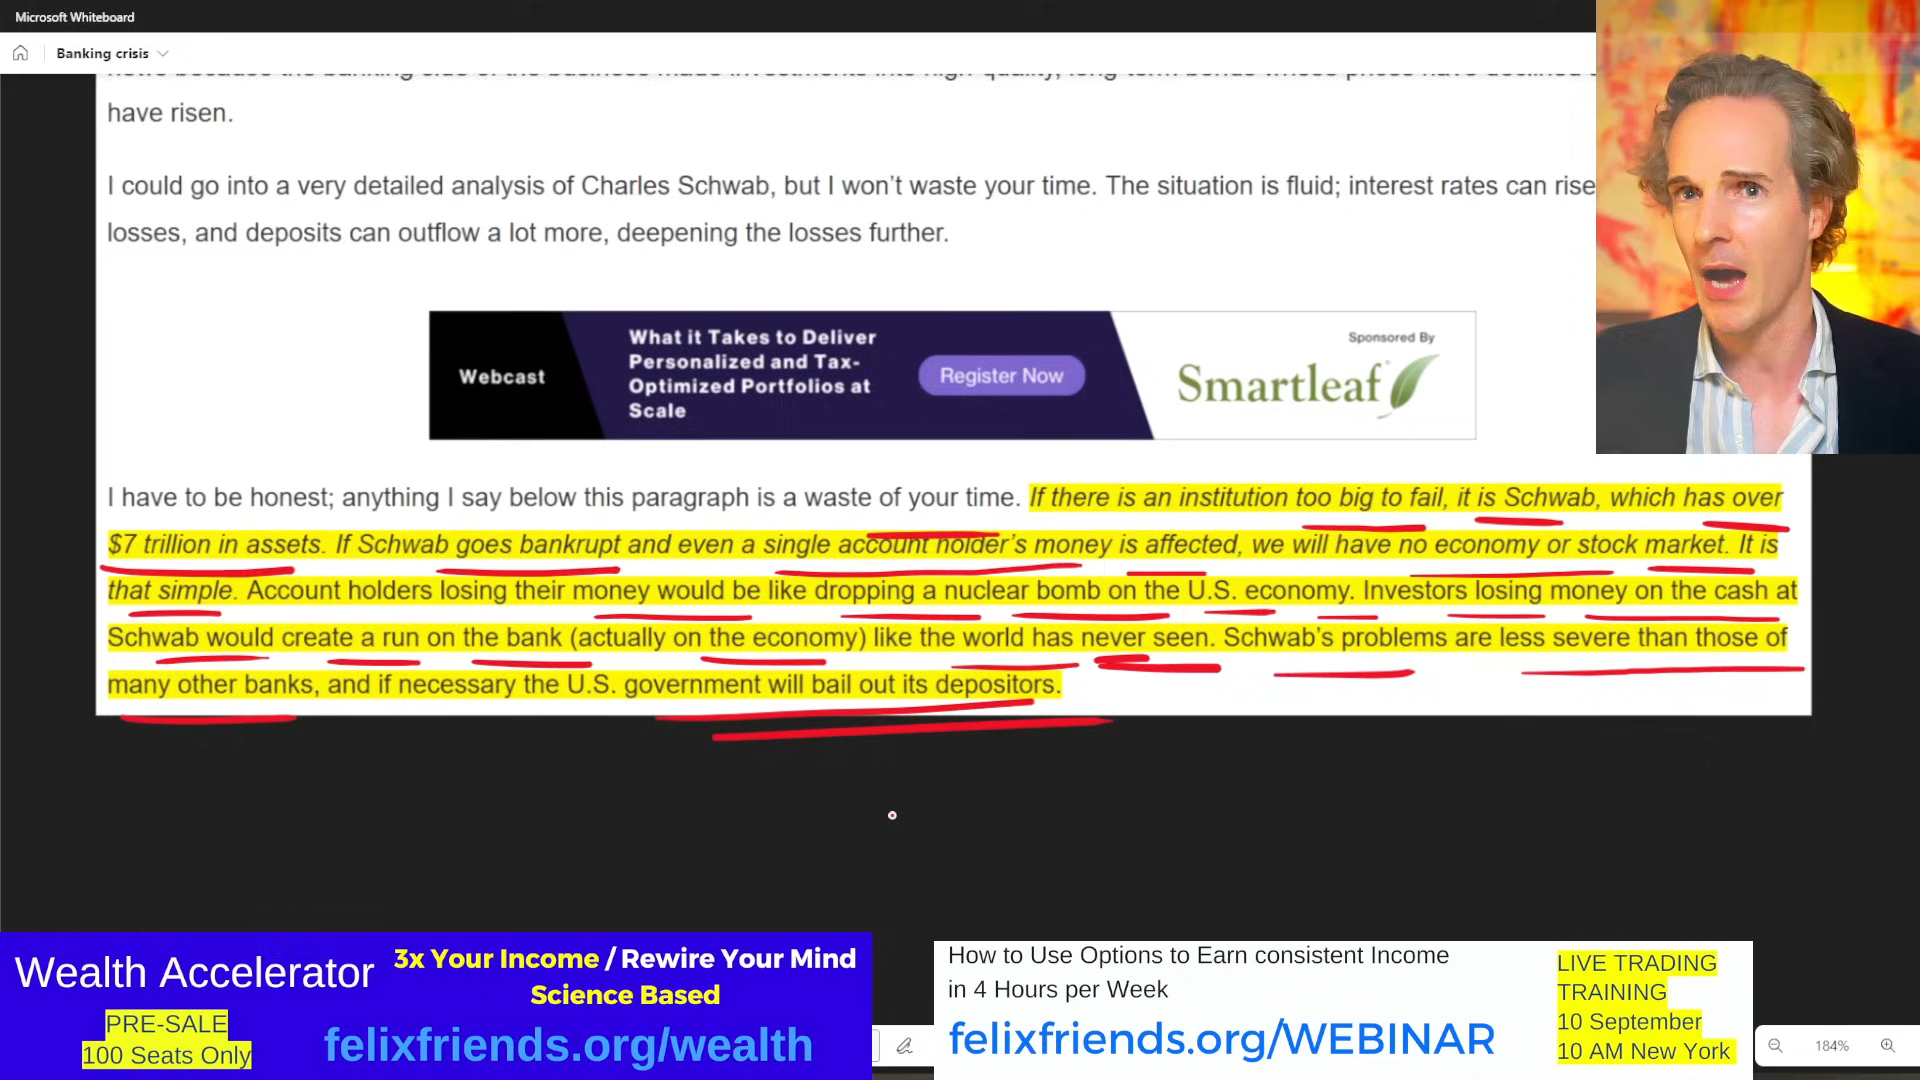 Microsoft Whiteboard
Banking crisis
have risen.
I could go into a very detailed analysis of Charles Schwab, but I won't waste your time. The situation is fluid; interest rates can rise
losses, and deposits can outflow a lot more, deepening the losses further.
Webcast
What it Takes to Deliver
Personalized and Tax-
Optimized Portfolios at
Scale
Register Now
Sponsored By
Smartleaf
I have to be honest; anything I say below this paragraph is a waste of your time. If there is an institution too big to fail, it is Schwab, which has over
$7 trillion in assets. If Schwab goes bankrupt and even a single account holder's money is affected, we will have no economy or stock market. It is
that simple. Account holders losing their money would be like dropping a nuclear bomb on the U.S. economy. Investors losing money on the cash at
Schwab would create a run on the bank (actually on the economy) like the world has never seen. Schwab's problems are less severe than those of
many other banks, and if necessary the U.S. government will bail out its depositors.
Wealth Accelerator
PRE-SALE
100 Seats Only
3x Your Income / Rewire Your Mind
Science Based
felixfriends.org/wealth
How to Use Options to Earn consistent Income
in 4 Hours per Week
felixfriends.org/WEBINAR
LIVE TRADING
TRAINING
10 September
10 AM New York
184%